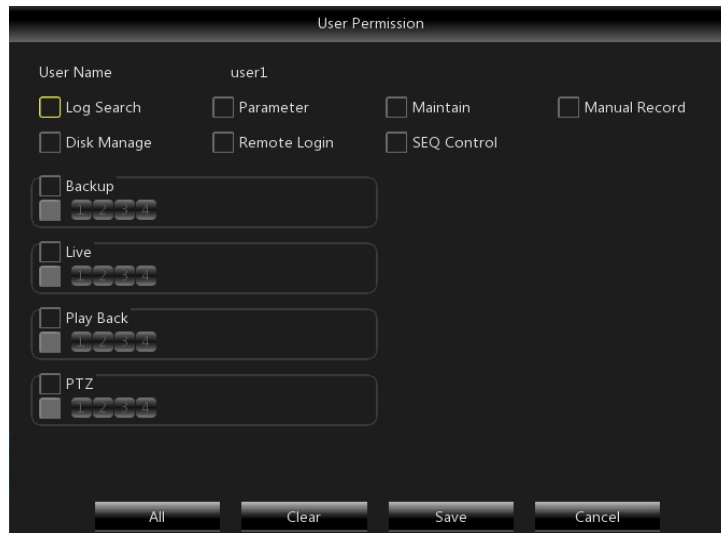 User Permission
User Name user1
Log Search Parameter Maintain Manual Record
Disk Manage Remote Login SEQ Control
Backup
1 2 3 4
Live
1 2 3 4
Play Back
1 2 3 4
PTZ
1 2 3 4
All Clear Save Cancel